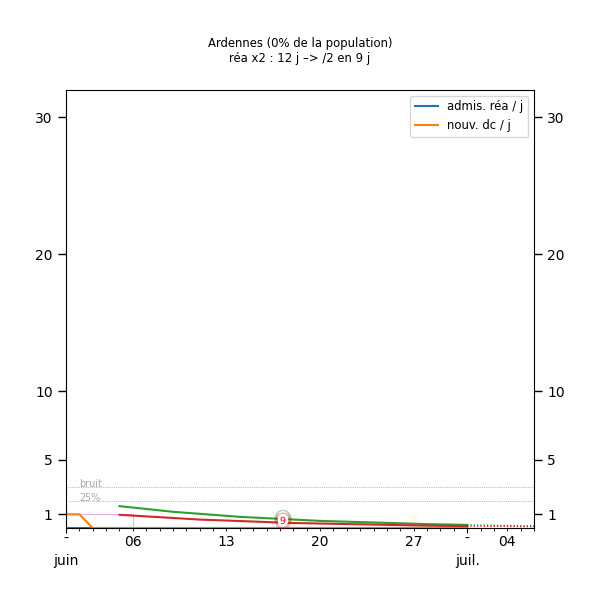 Ardennes (0% de la population)
réa x2 : 12 j –> /2 en 9 j
admis. réa / j
nouv. dc / j
30
30
20
20
10
10
5
5
bruit
25%
1
1
9
- 06 13 20 27 - 04
juin juil.